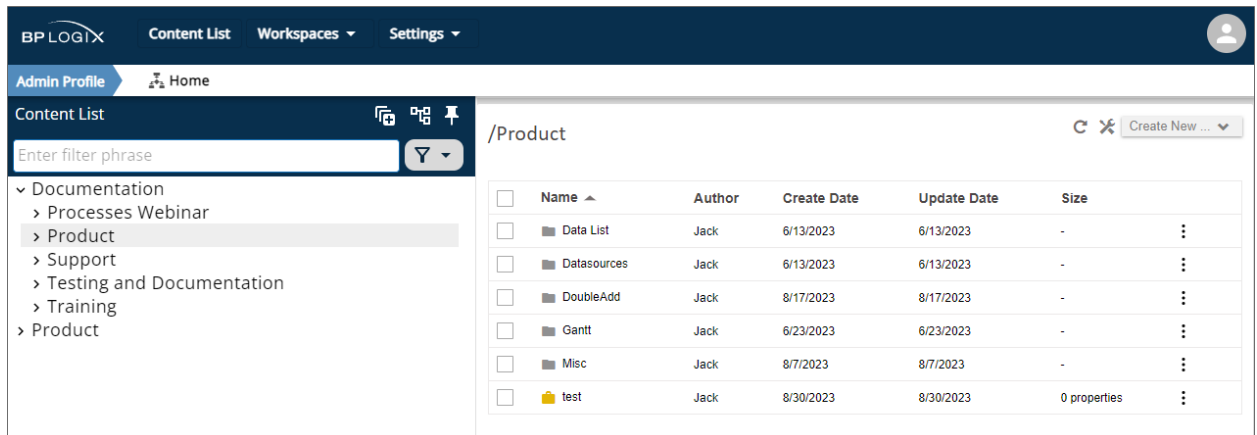 BPLOGIX Content List Workspaces Settings
Admin Profile Home
Content List
Enter filter phrase
Documentation
Processes Webinar
Product
Support
Testing and Documentation
Training
Product
/Product Create New ...
Name Author Create Date Update Date Size
Data List Jack 6/13/2023 6/13/2023 -
Datasources Jack 6/13/2023 6/13/2023 -
DoubleAdd Jack 8/17/2023 8/17/2023 -
Gantt Jack 6/23/2023 6/23/2023 -
Misc Jack 8/7/2023 8/7/2023 -
test Jack 8/30/2023 8/30/2023 0 properties